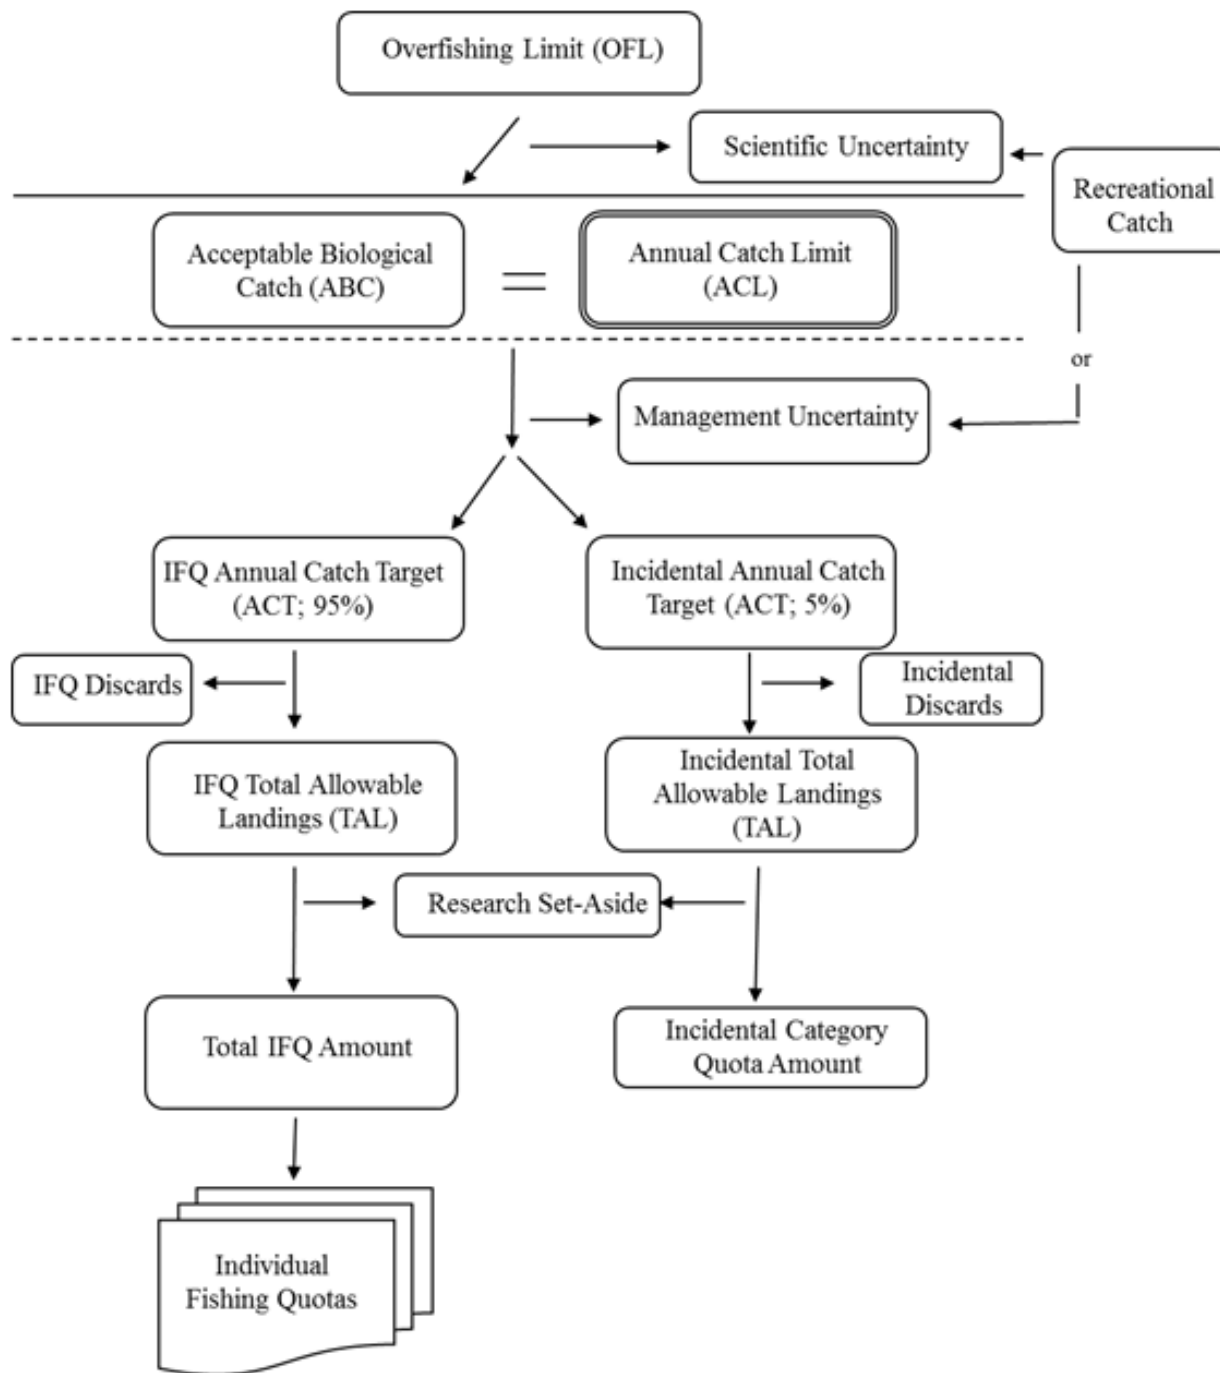 Overfishing Limit (OFL)
Scientific Uncertainty
Recreational
Catch
Acceptable Biological
Catch (ABC)
=
Annual Catch Limit
(ACL)
or
Management Uncertainty
IFQ Annual Catch Target
(ACT; 95%)
Incidental Annual Catch
Target (ACT; 5%)
IFQ Discards
Incidental
Discards
IFQ Total Allowable
Landings (TAL)
Incidental Total
Allowable Landings
(TAL)
Research Set-Aside
Total IFQ Amount
Incidental Category
Quota Amount
Individual
Fishing Quotas